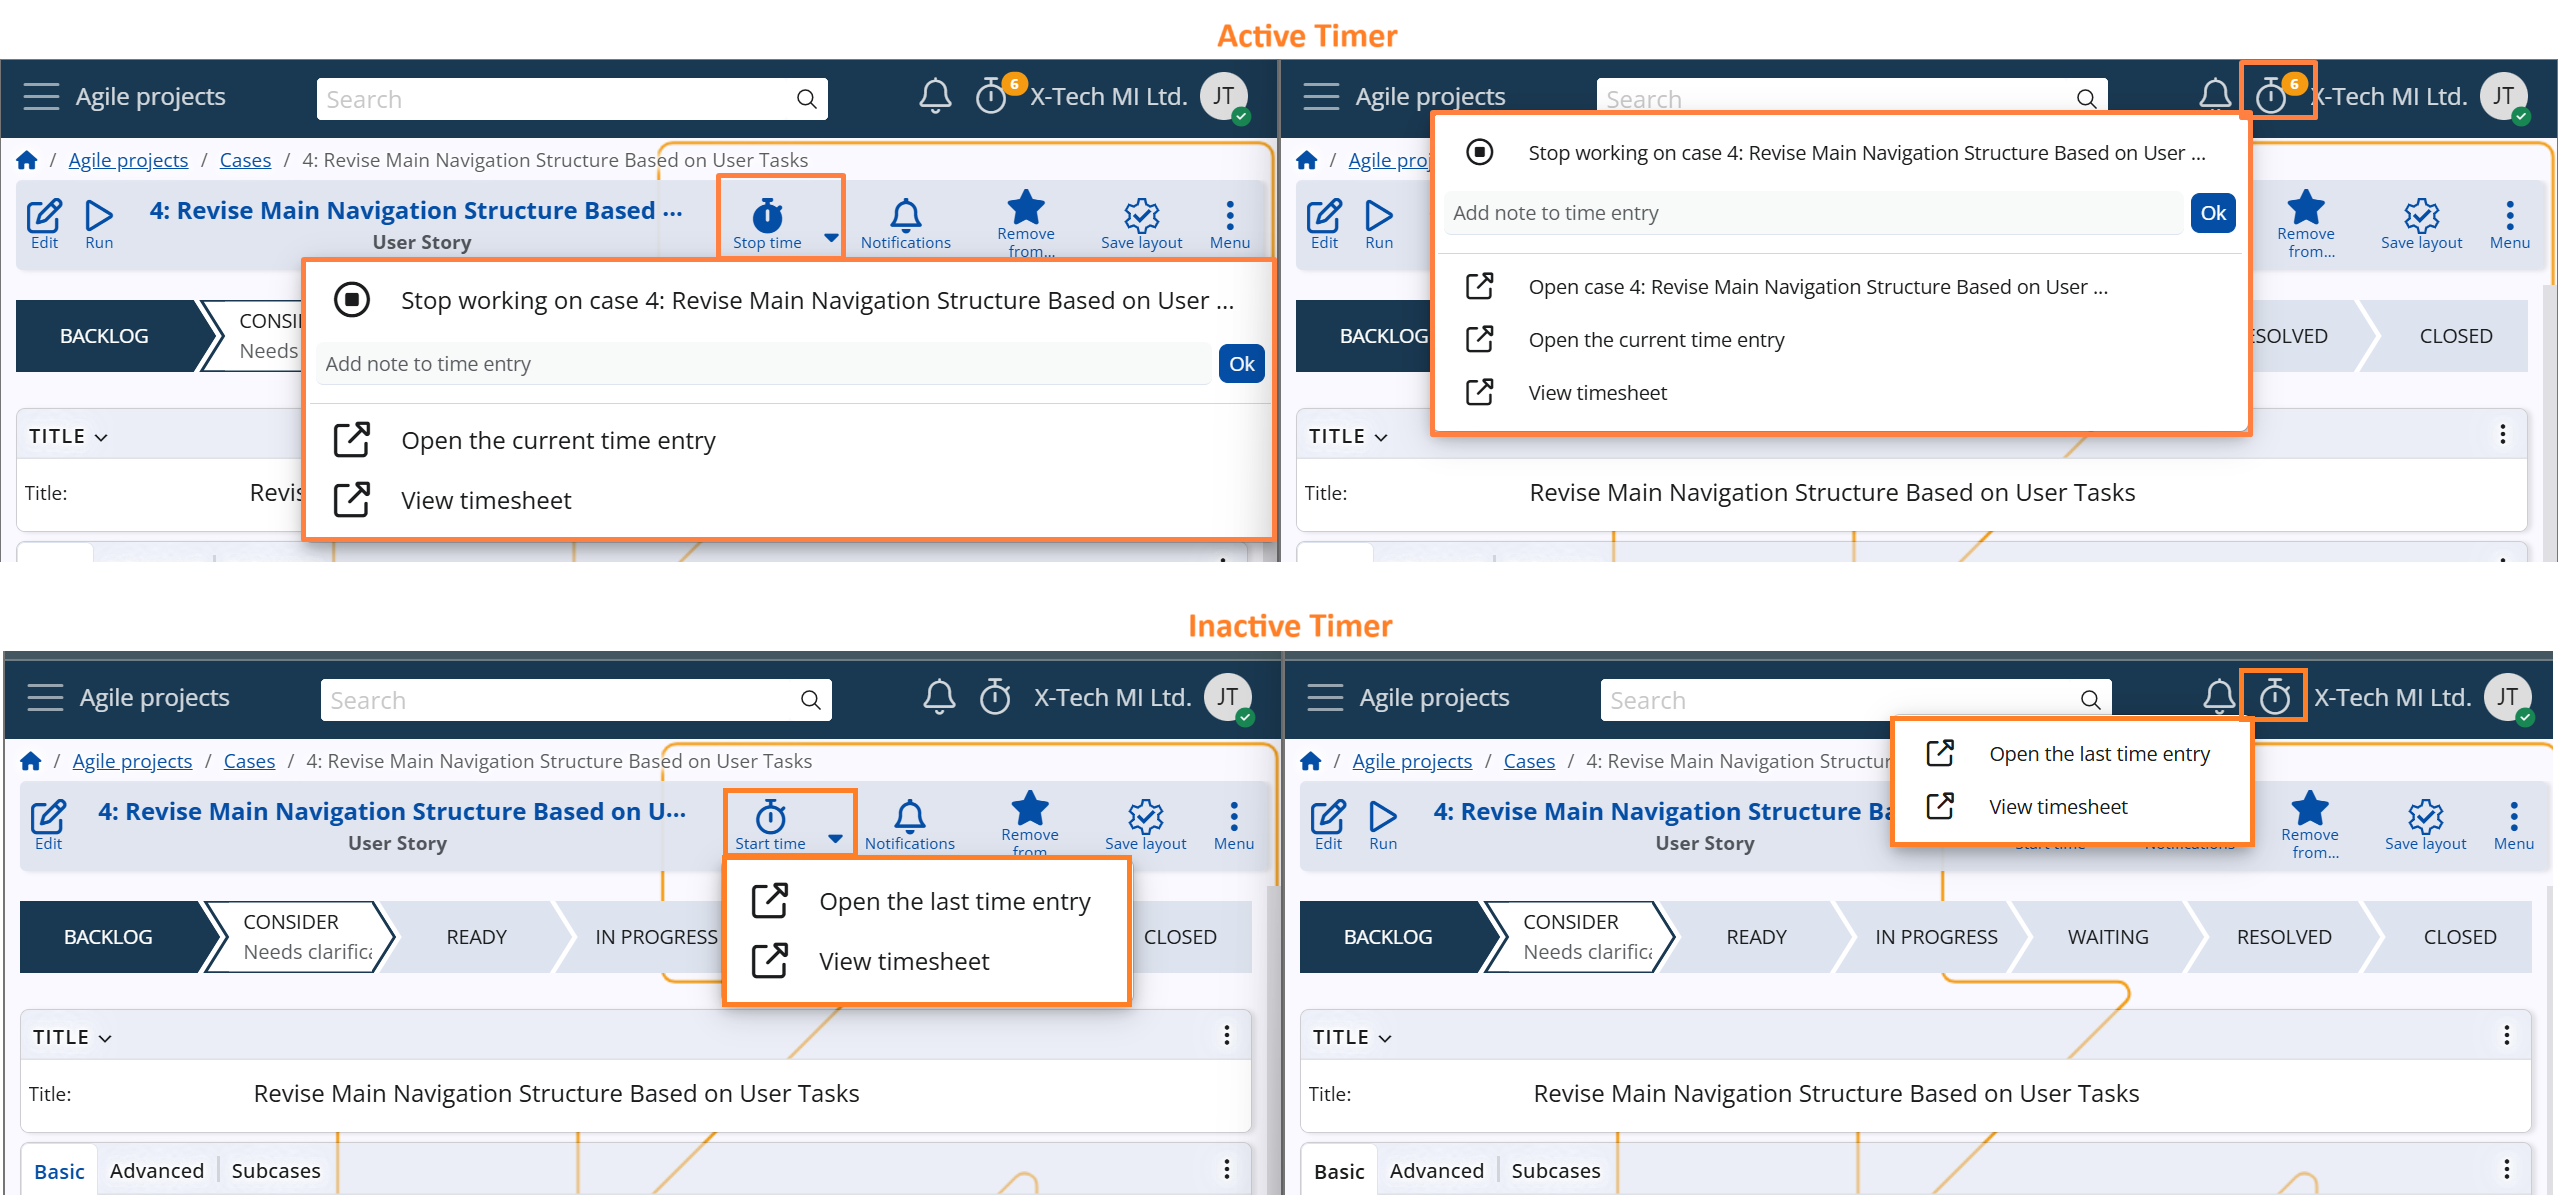 Active Timer
Agile projects
Search
6
X-Tech MI Ltd.
JT
/ Agile projects / Cases / 4: Revise Main Navigation Structure Based on User Tasks
Edit
Run
4: Revise Main Navigation Structure Based ...
User Story
Stop time
Notifications
Remove
from...
Save layout
Menu
BACKLOG
Needs
Stop working on case 4: Revise Main Navigation Structure Based on User ...
Add note to time entry
Ok
Open the current time entry
View timesheet
TITLE
Title:
Agile projects
Search
6
X-Tech MI Ltd.
JT
/ Agile
Edit
Run
Remove
from...
Save layout
Menu
Stop working on case 4: Revise Main Navigation Structure Based on User ...
Add note to time entry
Ok
Open case 4: Revise Main Navigation Structure Based on User ...
Open the current time entry
View timesheet
BACKLOG
CLOSED
TITLE
Title:
Revise Main Navigation Structure Based on User Tasks
Inactive Timer
Agile projects
Search
X-Tech MI Ltd.
JT
/ Agile projects / Cases / 4: Revise Main Navigation Structure Based on User Tasks
Edit
4: Revise Main Navigation Structure Based on U...
User Story
Start time
Notifications
Remove
from
Save layout
Menu
Open the last time entry
View timesheet
BACKLOG
CONSIDER
Needs clarific
READY
IN PROGRESS
CLOSED
TITLE
Title:
Revise Main Navigation Structure Based on User Tasks
Basic
Advanced
Subcases
Agile projects
Search
X-Tech MI Ltd.
JT
/ Agile projects / Cases / 4: Revise Main Navigation Structur
Edit
Run
4: Revise Main Navigation Structure Ba
User Story
Start time
Notifications
Remove
from...
Save layout
Menu
Open the last time entry
View timesheet
BACKLOG
CONSIDER
Needs clarific
READY
IN PROGRESS
WAITING
RESOLVED
CLOSED
TITLE
Title:
Revise Main Navigation Structure Based on User Tasks
Basic
Advanced
Subcases